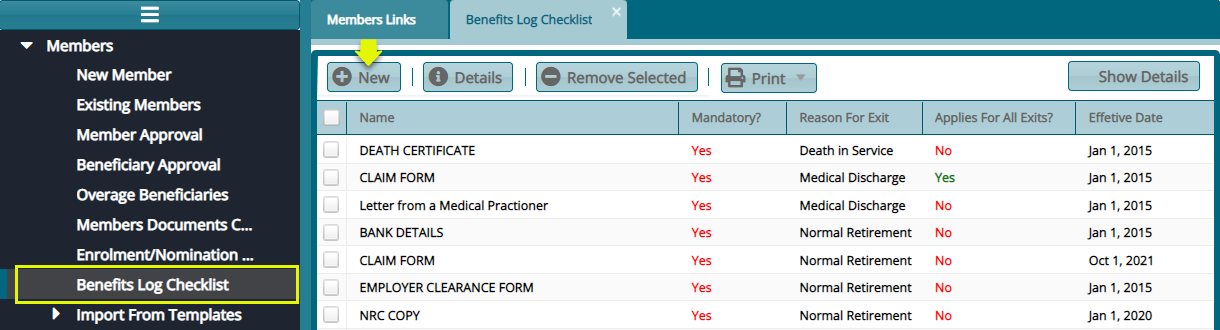 Members Links
Benefits Log Checklist ×
Members
New Member
Existing Members
Member Approval
Beneficiary Approval
Overage Beneficiaries
Members Documents C...
Enrolment/Nomination ...
Benefits Log Checklist
Import From Templates
New Details Remove Selected Print Show Details
Name Mandatory? Reason For Exit Applies For All Exits? Effetive Date
DEATH CERTIFICATE Yes Death in Service No Jan 1, 2015
CLAIM FORM Yes Medical Discharge Yes Jan 1, 2015
Letter from a Medical Practioner Yes Medical Discharge No Jan 1, 2015
BANK DETAILS Yes Normal Retirement No Jan 1, 2015
CLAIM FORM Yes Normal Retirement No Oct 1, 2021
EMPLOYER CLEARANCE FORM Yes Normal Retirement No Jan 1, 2015
NRC COPY Yes Normal Retirement No Jan 1, 2020